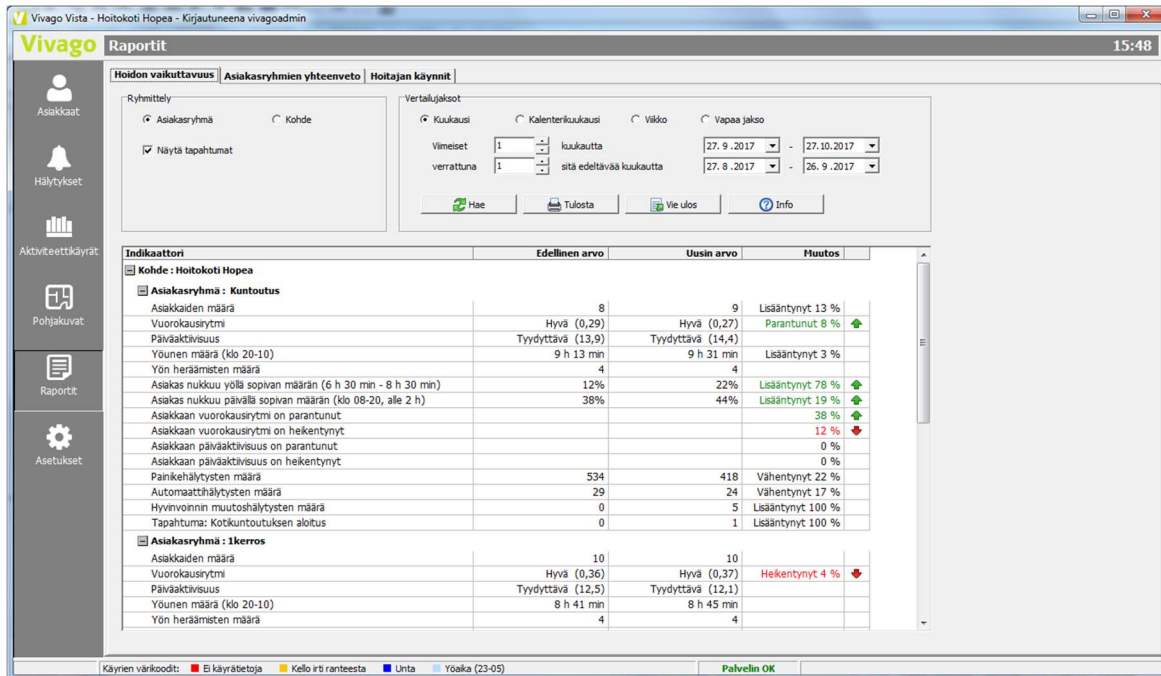 Vivago Vista - Hoitokoti Hopea - Kirjautuneena vivagoadmin
Vivago Raportit 15:48
Asiakkaat
Hälytykset
Aktiviteettikäyrät
Pohjakuvat
Raportit
Asetukset
Hoidon vaikuttavuus Asiakasryhmien yhteenveto Hoitajan käynnit
Ryhmittely
Asiakasryhmä Kohde
Näytä tapahtumat
Vertailujaksot
Kuukausi Kalenterikuukausi Viikko Vapaa jakso
Viimeiset 1 kuukautta 27. 9 .2017 - 27.10.2017
verrattuna 1 sitä edeltävää kuukautta 27. 8 .2017 - 26. 9 .2017
Hae Tulosta Vie ulos Info
Indikaattori Edellinen arvo Uusin arvo Muutos
Kohde : Hoitokoti Hopea
Asiakasryhmä : Kuntoutus
Asiakkaiden määrä 8 9 Lisääntynyt 13 %
Vuorokausirytmi Hyvä (0,29) Hyvä (0,27) Parantunut 8 %
Päiväaktiivisuus Tyydyttävä (13,9) Tyydyttävä (14,4)
Yöunen määrä (klo 20-10) 9 h 13 min 9 h 31 min Lisääntynyt 3 %
Yön heräämisten määrä 4 4
Asiakas nukkuu yöllä sopivan määrän (6 h 30 min - 8 h 30 min) 12% 22% Lisääntynyt 78 %
Asiakas nukkuu päivällä sopivan määrän (klo 08-20, alle 2 h) 38% 44% Lisääntynyt 19 %
Asiakkaan vuorokausirytmi on parantunut 38 %
Asiakkaan vuorokausirytmi on heikentynyt 12 %
Asiakkaan päiväaktiivisuus on parantunut 0 %
Asiakkaan päiväaktiivisuus on heikentynyt 0 %
Painikehälytysten määrä 534 418 Vähentynyt 22 %
Automaattihälytysten määrä 29 24 Vähentynyt 17 %
Hyvinvoinnin muutoshälytysten määrä 0 5 Lisääntynyt 100 %
Tapahtuma: Kotikuntoutuksen aloitus 0 1 Lisääntynyt 100 %
Asiakasryhmä : 1kerros
Asiakkaiden määrä 10 10
Vuorokausirytmi Hyvä (0,36) Hyvä (0,37) Heikentynyt 4 %
Päiväaktiivisuus Tyydyttävä (12,5) Tyydyttävä (12,1)
Yöunen määrä (klo 20-10) 8 h 41 min 8 h 45 min
Yön heräämisten määrä 4 4
Käyrien värikoodit: Ei käyrätietoja Kello irti ranteesta Unta Yöaika (23-05) Palvelin OK